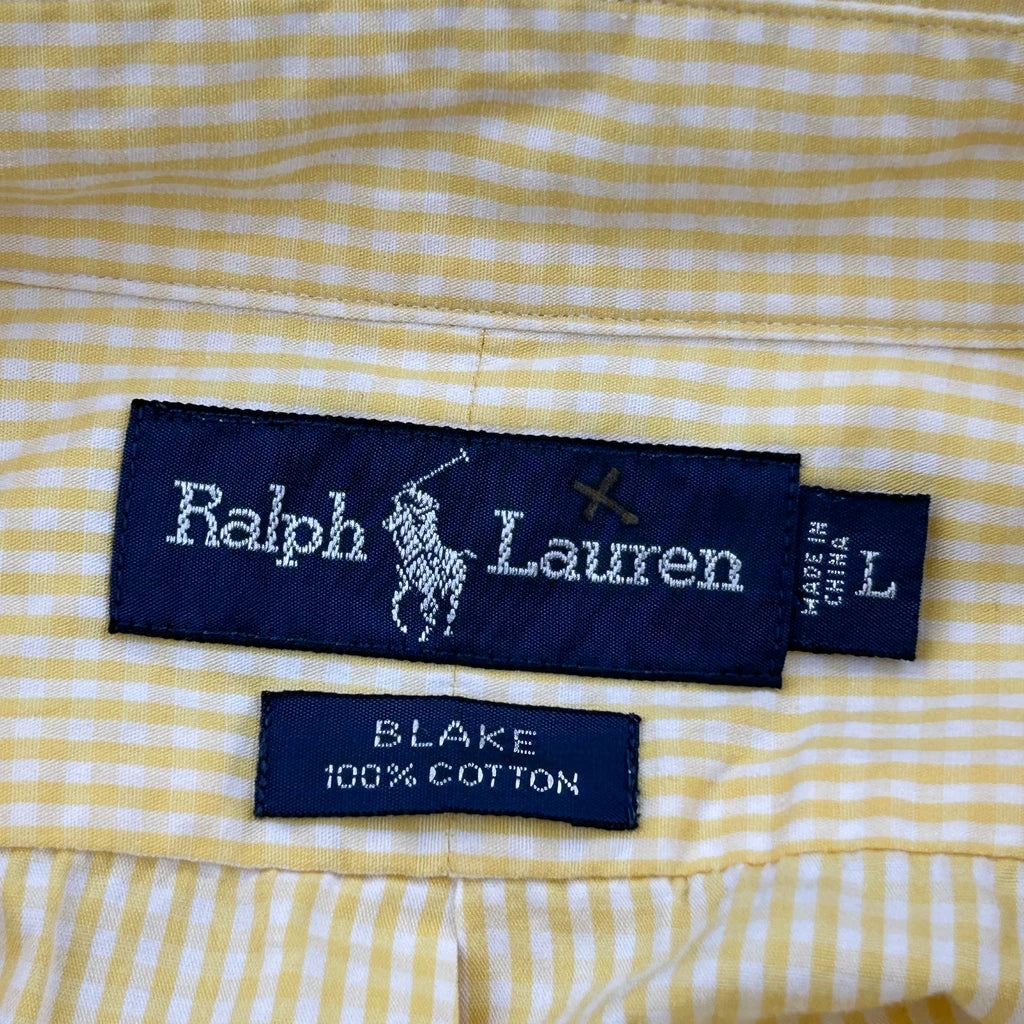 Ralph Lauren
MADE IN
CHINA
L
BLAKE
100% COTTON